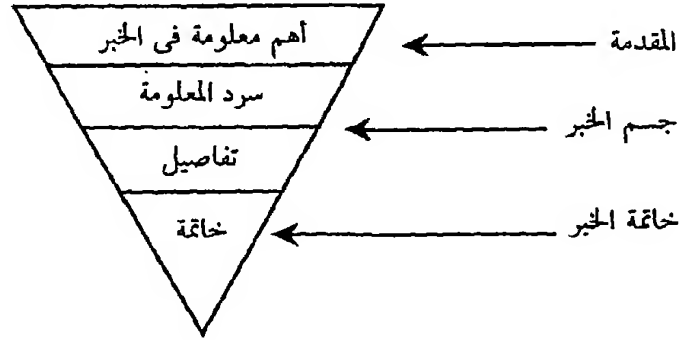 أهم معلومة فى الخبر
المقدمة
سرد المعلومة
جسم الخبر
تفاصيل
خاتمة الخبر
خاتمة